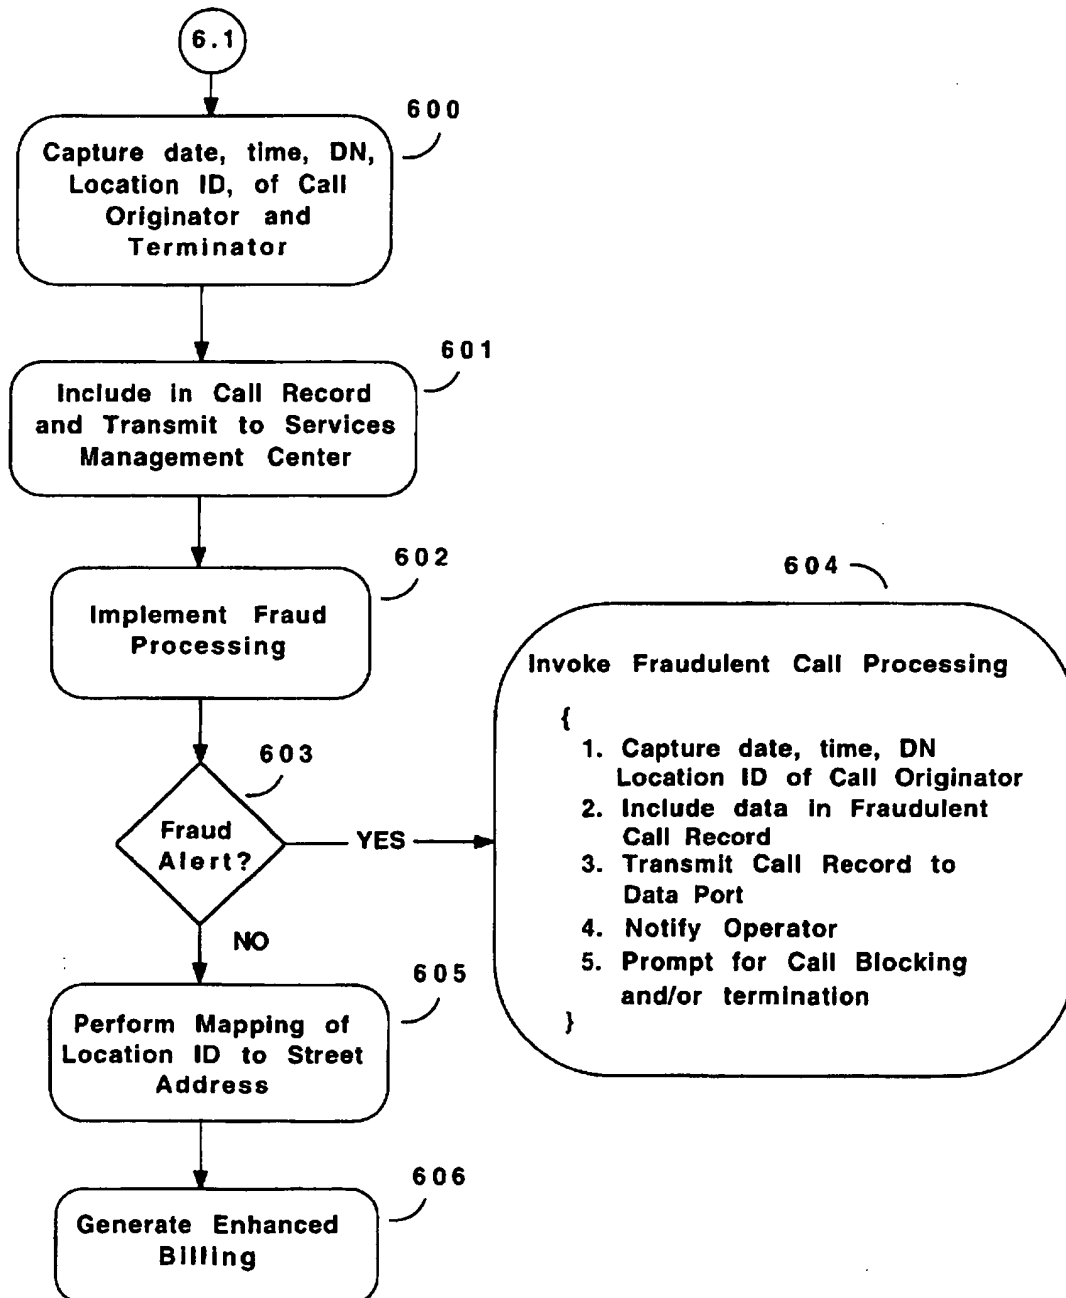 6.1
600
Capture date, time, DN,
Location ID, of Call
Originator and
Terminator
601
Include in Call Record
and Transmit to Services
Management Center
602
Implement Fraud
Processing
603
Fraud
Alert?
YES
NO
604
Invoke Fraudulent Call Processing
{
1. Capture date, time, DN
Location ID of Call Originator
2. Include data in Fraudulent
Call Record
3. Transmit Call Record to
Data Port
4. Notify Operator
5. Prompt for Call Blocking
and/or termination
}
605
Perform Mapping of
Location ID to Street
Address
606
Generate Enhanced
Billing